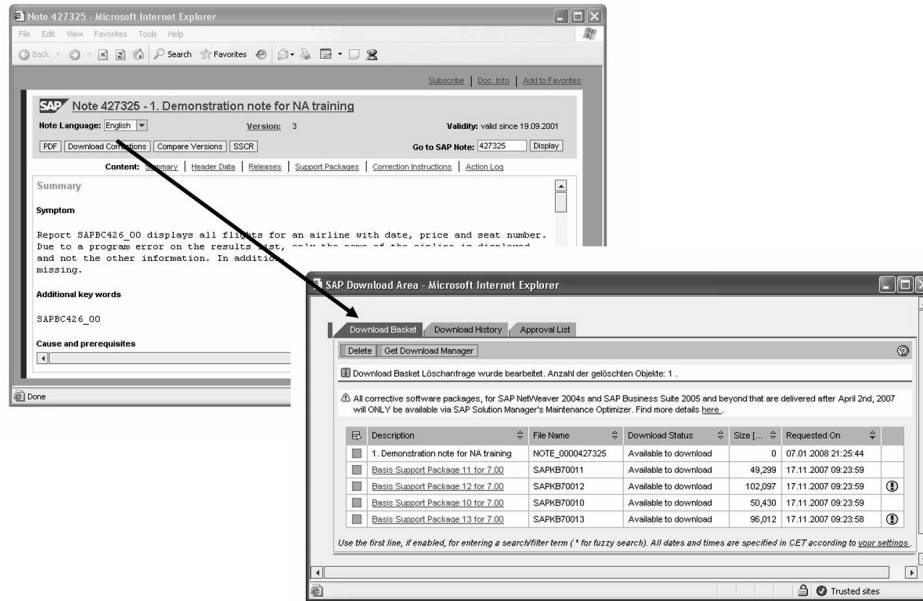 Note 427325 - Microsoft Internet Explorer
File Edit View Favorites Tools Help
Back Search Favorites
Subscribe | Doc. Info | Add to Favorites
SAP Note 427325 - 1. Demonstration note for NA training
Note Language: English Version: 3 Validity: valid since 19.09.2001
PDF Download Corrections Compare Versions SSCR Go to SAP Note: 427325 Display
Content: Summary | Header Data | Releases | Support Packages | Correction Instructions | Action Log
Summary
Symptom
Report SAPBC426_00 displays all flights for an airline with date, price and seat number.
Due to a program error on the results list, only the name of the airline is displayed
and not the other information. In addition,
missing.
Additional key words
SAPBC426_00
Cause and prerequisites
Done
SAP Download Area - Microsoft Internet Explorer
Download Basket Download History Approval List
Delete Get Download Manager
Download Basket Löschanfrage wurde bearbeitet. Anzahl der gelöschten Objekte: 1 .
All corrective software packages, for SAP NetWeaver 2004s and SAP Business Suite 2005 and beyond that are delivered after April 2nd, 2007
will ONLY be available via SAP Solution Manager's Maintenance Optimizer. Find more details here .
Description File Name Download Status Size [... Requested On
1. Demonstration note for NA training NOTE_0000427325 Available to download 0 07.01.2008 21:25:44
Basis Support Package 11 for 7.00 SAPKB70011 Available to download 49,299 17.11.2007 09:23:59
Basis Support Package 12 for 7.00 SAPKB70012 Available to download 102,097 17.11.2007 09:23:59
Basis Support Package 10 for 7.00 SAPKB70010 Available to download 50,430 17.11.2007 09:23:59
Basis Support Package 13 for 7.00 SAPKB70013 Available to download 96,012 17.11.2007 09:23:58
Use the first line, if enabled, for entering a search/filter term ( * for fuzzy search). All dates and times are specified in CET according to your settings .
Trusted sites